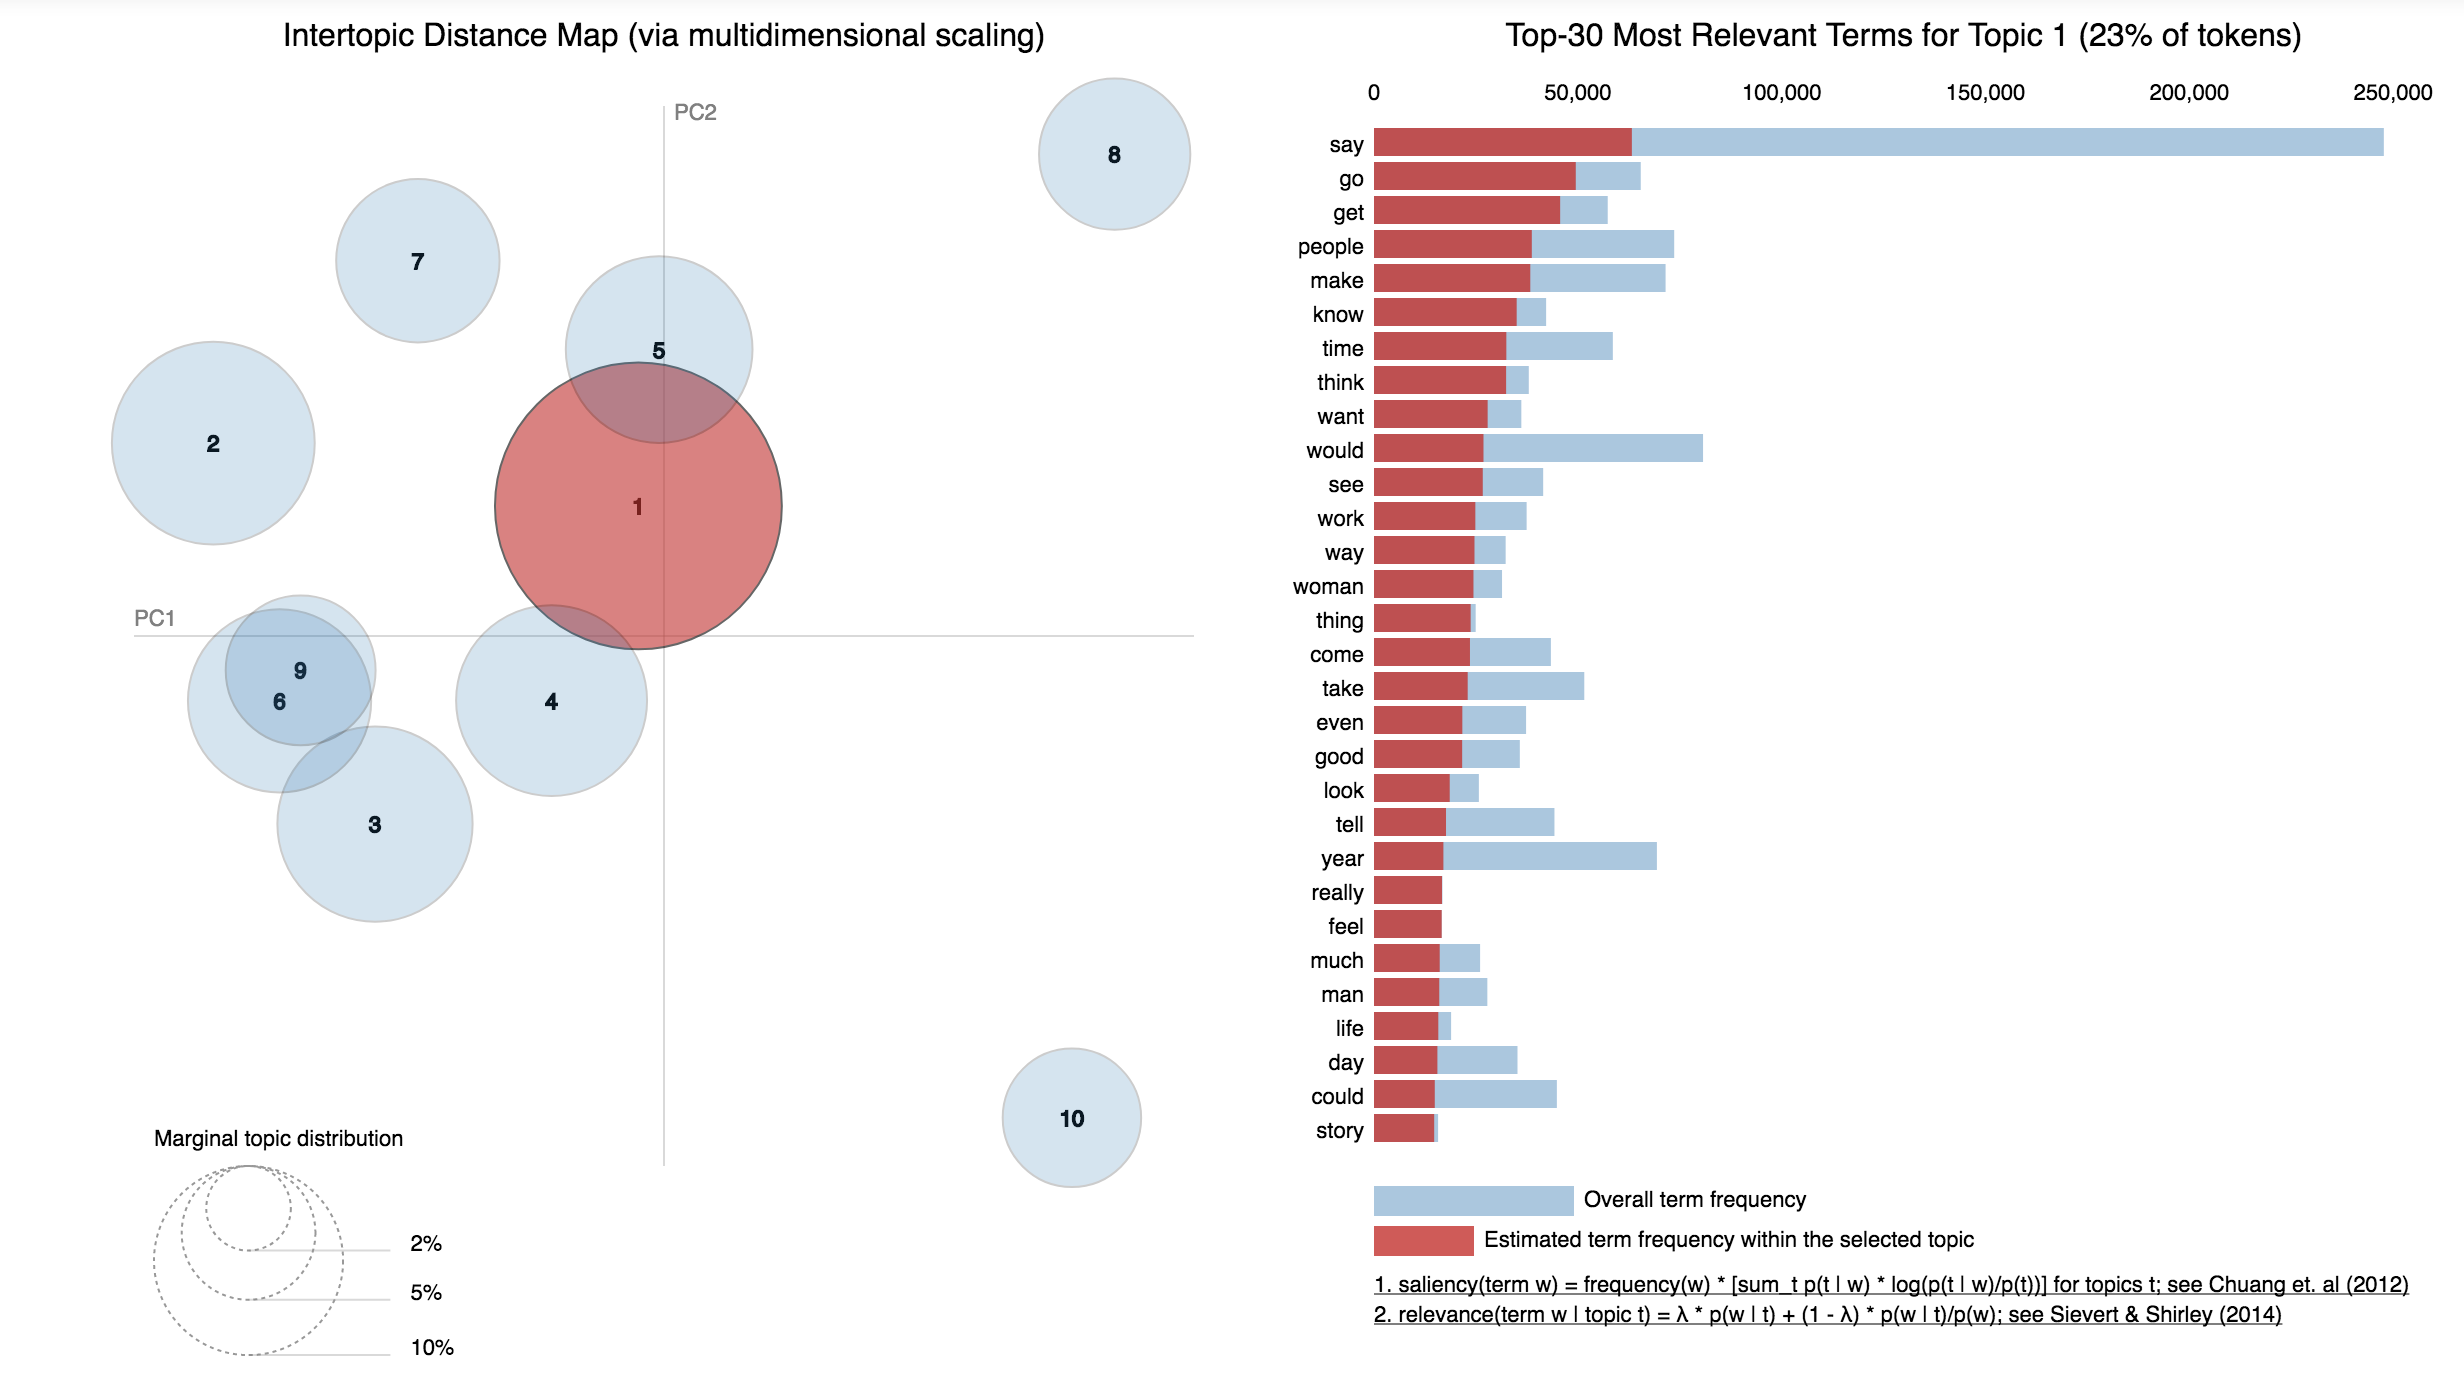 Intertopic Distance Map (via multidimensional scaling)
PC2
8
7
5
2
1
PC1
9
6
4
3
10
Marginal topic distribution
2%
5%
10%
Top-30 Most Relevant Terms for Topic 1 (23% of tokens)
0 50,000 100,000 150,000 200,000 250,000
say
go
get
people
make
know
time
think
want
would
see
work
way
woman
thing
come
take
even
good
look
tell
year
really
feel
much
man
life
day
could
story
Overall term frequency
Estimated term frequency within the selected topic
1. saliency(term w) = frequency(w) * [sum_t p(t | w) * log(p(t | w)/p(t))] for topics t; see Chuang et. al (2012)
2. relevance(term w | topic t) = λ * p(w | t) + (1 - λ) * p(w | t)/p(w); see Sievert & Shirley (2014)